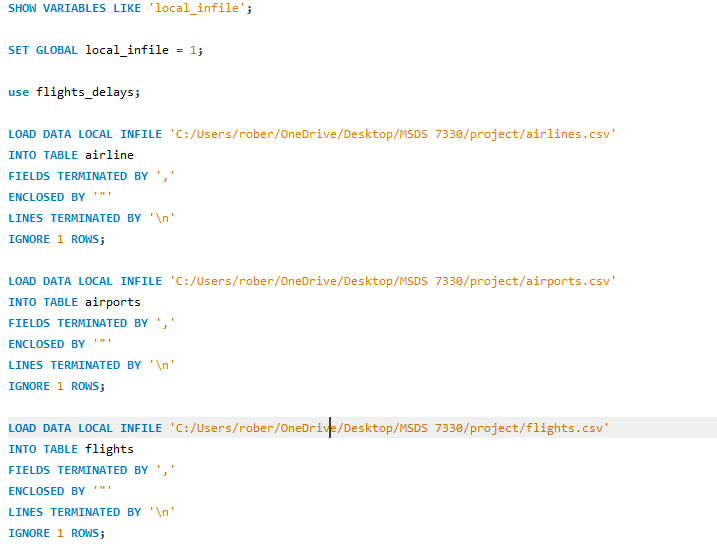 SHOW VARIABLES LIKE 'local_infile';
SET GLOBAL local_infile = 1;
use flights_delays;
LOAD DATA LOCAL INFILE 'C:/Users/rober/OneDrive/Desktop/MSDS 7330/project/airlines.csv'
INTO TABLE airline
FIELDS TERMINATED BY ','
ENCLOSED BY '"'
LINES TERMINATED BY '\n'
IGNORE 1 ROWS;
LOAD DATA LOCAL INFILE 'C:/Users/rober/OneDrive/Desktop/MSDS 7330/project/airports.csv'
INTO TABLE airports
FIELDS TERMINATED BY ','
ENCLOSED BY '"'
LINES TERMINATED BY '\n'
IGNORE 1 ROWS;
LOAD DATA LOCAL INFILE 'C:/Users/rober/OneDrive/Desktop/MSDS 7330/project/flights.csv'
INTO TABLE flights
FIELDS TERMINATED BY ','
ENCLOSED BY '"'
LINES TERMINATED BY '\n'
IGNORE 1 ROWS;